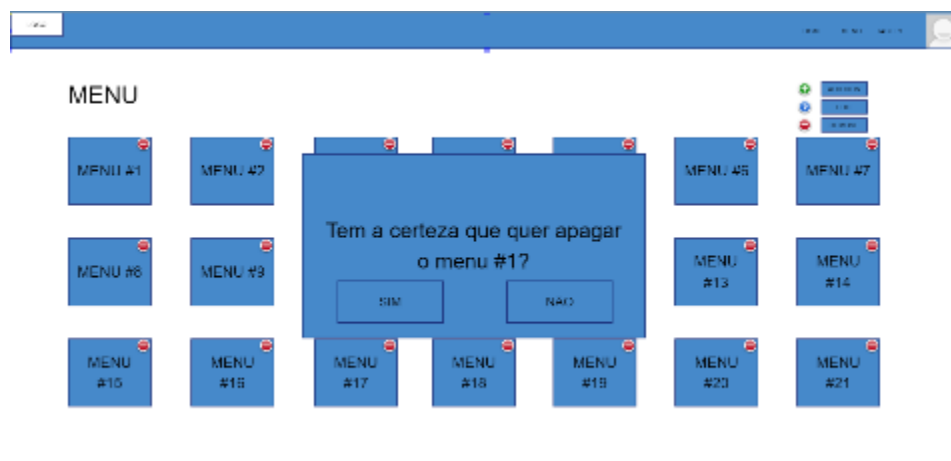 MENU
MENU #1
MENU #2
MENU #6
MENU #7
Tem a certeza que quer apagar
o menu #1?
SIM
NAO
MENU #8
MENU #9
MENU
#13
MENU
#14
MENU
#15
MENU
#16
MENU
#17
MENU
#18
MENU
#19
MENU
#20
MENU
#21